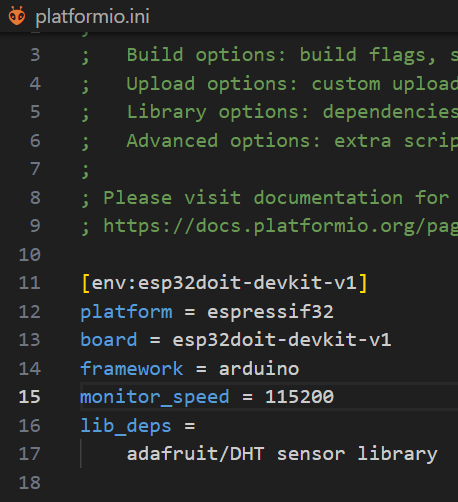 platformio.ini
3 ; Build options: build flags, s
4 ; Upload options: custom upload
5 ; Library options: dependencies
6 ; Advanced options: extra scrip
7 ;
8 ; Please visit documentation for
9 ; https://docs.platformio.org/pag
10
11 [env:esp32doit-devkit-v1]
12 platform = espressif32
13 board = esp32doit-devkit-v1
14 framework = arduino
15 monitor_speed = 115200
16 lib_deps =
17 adafruit/DHT sensor library
18